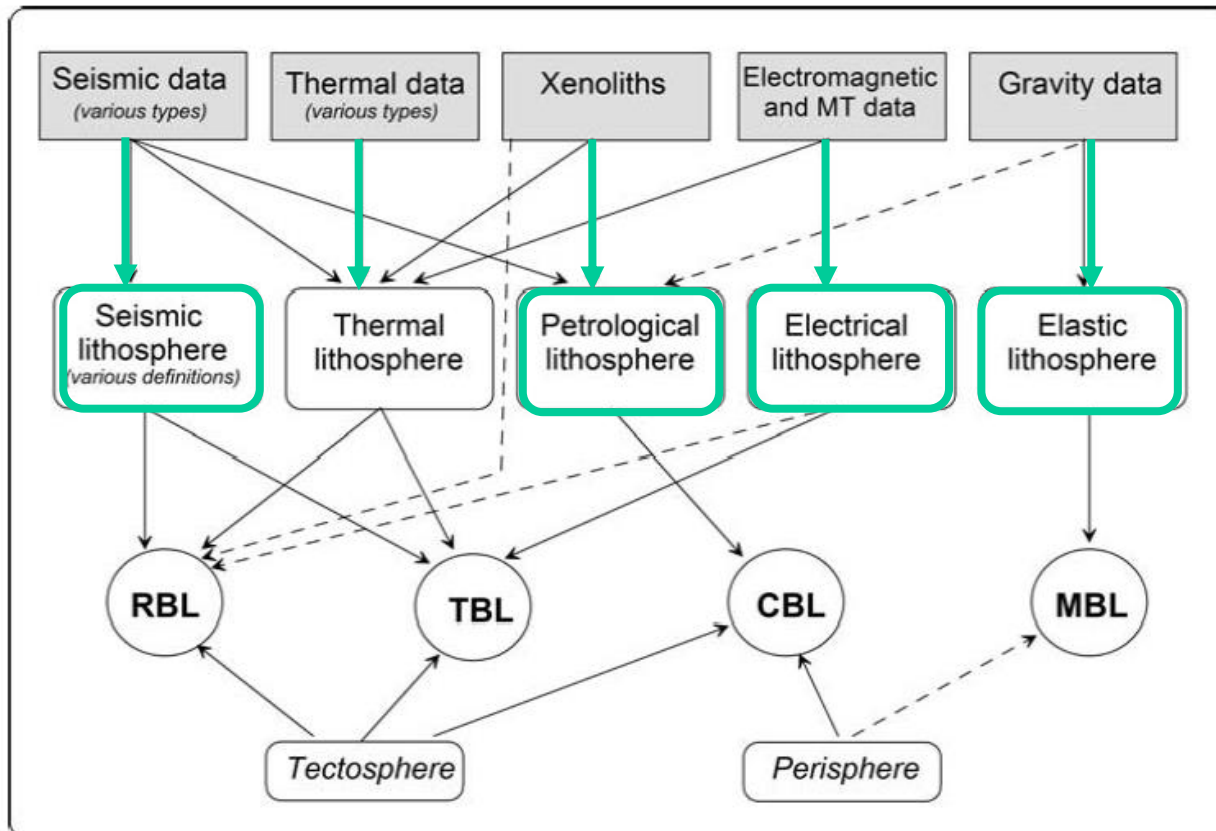 Seismic data
(various types)
Thermal data
(various types)
Xenoliths
Electromagnetic
and MT data
Gravity data
Seismic
lithosphere
(various definitions)
Thermal
lithosphere
Petrological
lithosphere
Electrical
lithosphere
Elastic
lithosphere
RBL
TBL
CBL
MBL
Tectosphere
Perisphere